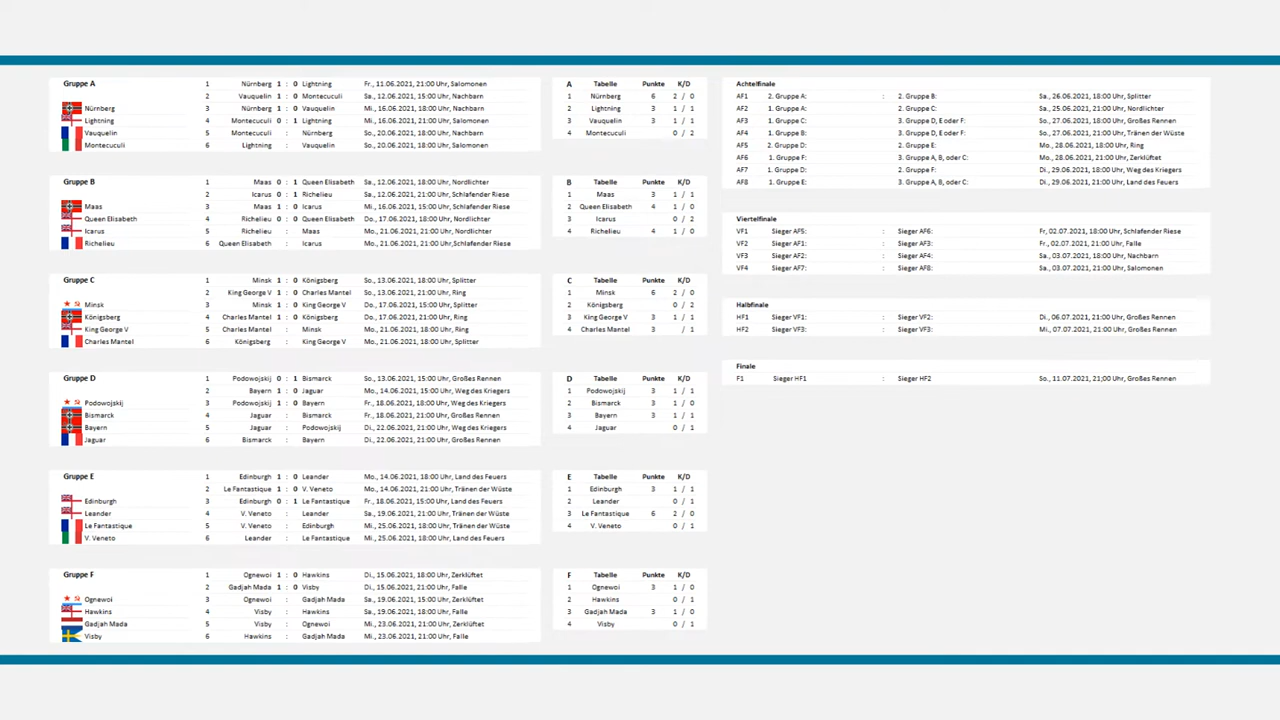 Gruppe A
1 Nürnberg 1 : 0 Lightning Fr., 11.06.2021, 21:00 Uhr, Salomonen
2 Vauquelin 1 : 0 Montecuculi Sa., 12.06.2021, 15:00 Uhr, Nachbarn
Nürnberg 3 Nürnberg 1 : 0 Vauquelin Mi., 16.06.2021, 18:00 Uhr, Nachbarn
Lightning 4 Montecuculi 0 : 1 Lightning Mi., 16.06.2021, 21:00 Uhr, Salomonen
Vauquelin 5 Montecuculi : Nürnberg So., 20.06.2021, 18:00 Uhr, Nachbarn
Montecuculi 6 Lightning : Vauquelin So., 20.06.2021, 18:00 Uhr, Salomonen
Gruppe B 1 Maas 0 : 1 Queen Elisabeth Sa., 12.06.2021, 18:00 Uhr, Nordlichter
2 Icarus 0 : 1 Richelieu Sa., 12.06.2021, 21:00 Uhr, Schlafender Riese
Maas 3 Maas 1 : 0 Icarus Mi., 16.06.2021, 15:00 Uhr, Schlafender Riese
Queen Elisabeth 4 Richelieu 0 : 0 Queen Elisabeth Do., 17.06.2021, 18:00 Uhr, Nordlichter
Icarus 5 Richelieu : Maas Mo., 21.06.2021, 21:00 Uhr, Nordlichter
Richelieu 6 Queen Elisabeth : Icarus Mo., 21.06.2021, 21:00 Uhr,Schlafender Riese
Gruppe C 1 Minsk 1 : 0 Königsberg So., 13.06.2021, 18:00 Uhr, Splitter
2 King George V 1 : 0 Charles Mantel So., 13.06.2021, 21:00 Uhr, Ring
Minsk 3 Minsk 1 : 0 King George V Do., 17.06.2021, 15:00 Uhr, Splitter
Königsberg 4 Charles Mantel 1 : 0 Königsberg Do., 17.06.2021, 21:00 Uhr, Ring
King George V 5 Charles Mantel : Minsk Mo., 21.06.2021, 18:00 Uhr, Ring
Charles Mantel 6 Königsberg : King George V Mo., 21.06.2021, 18:00 Uhr, Splitter
Gruppe D 1 Podowojskij 0 : 1 Bismarck So., 13.06.2021, 15:00 Uhr, Großes Rennen
2 Bayern 1 : 0 Jaguar Mo., 14.06.2021, 15:00 Uhr, Weg des Kriegers
Podowojskij 3 Podowojskij 1 : 0 Bayern Fr., 18.06.2021, 18:00 Uhr, Weg des Kriegers
Bismarck 4 Jaguar : Bismarck Fr., 18.06.2021, 21:00 Uhr, Großes Rennen
Bayern 5 Jaguar : Podowojskij Di., 22.06.2021, 21:00 Uhr, Weg des Kriegers
Jaguar 6 Bismarck : Bayern Di., 22.06.2021, 21:00 Uhr, Großes Rennen
Gruppe E 1 Edinburgh 1 : 0 Leander Mo., 14.06.2021, 18:00 Uhr, Land des Feuers
2 Le Fantastique 1 : 0 V. Veneto Mo., 14.06.2021, 21:00 Uhr, Tränen der Wüste
Edinburgh 3 Edinburgh 0 : 1 Le Fantastique Fr., 18.06.2021, 15:00 Uhr, Land des Feuers
Leander 4 V. Veneto : Leander Sa., 19.06.2021, 21:00 Uhr, Tränen der Wüste
Le Fantastique 5 V. Veneto : Edinburgh Mi., 25.06.2021, 18:00 Uhr, Tränen der Wüste
V. Veneto 6 Leander : Le Fantastique Mi., 25.06.2021, 18:00 Uhr, Land des Feuers
Gruppe F 1 Ognewoi 1 : 0 Hawkins Di., 15.06.2021, 18:00 Uhr, Zerklüftet
2 Gadjah Mada 1 : 0 Visby Di., 15.06.2021, 21:00 Uhr, Falle
Ognewoi 3 Ognewoi : Gadjah Mada Sa., 19.06.2021, 15:00 Uhr, Zerklüftet
Hawkins 4 Visby : Hawkins Sa., 19.06.2021, 18:00 Uhr, Falle
Gadjah Mada 5 Visby : Ognewoi Mi., 23.06.2021, 21:00 Uhr, Zerklüftet
Visby 6 Hawkins : Gadjah Mada Mi., 23.06.2021, 21:00 Uhr, Falle
A Tabelle Punkte K/D
1 Nürnberg 6 2 / 0
2 Lightning 3 1 / 1
3 Vauquelin 3 1 / 1
4 Montecuculi 0 / 2
B Tabelle Punkte K/D
1 Maas 3 1 / 1
2 Queen Elisabeth 4 1 / 0
3 Icarus 0 / 2
4 Richelieu 4 1 / 0
C Tabelle Punkte K/D
1 Minsk 6 2 / 0
2 Königsberg 0 / 2
3 King George V 3 1 / 1
4 Charles Mantel 3 / 1
D Tabelle Punkte K/D
1 Podowojskij 3 1 / 1
2 Bismarck 3 1 / 0
3 Bayern 3 1 / 1
4 Jaguar 0 / 1
E Tabelle Punkte K/D
1 Edinburgh 3 1 / 1
2 Leander 0 / 1
3 Le Fantastique 6 2 / 0
4 V. Veneto 0 / 1
F Tabelle Punkte K/D
1 Ognewoi 3 1 / 0
2 Hawkins 0 / 1
3 Gadjah Mada 3 1 / 0
4 Visby 0 / 1
Achtelfinale
AF1 2. Gruppe A: : 2. Gruppe B: Sa., 26.06.2021, 18:00 Uhr, Splitter
AF2 1. Gruppe A: 2. Gruppe C: Sa., 25.06.2021, 21:00 Uhr, Nordlichter
AF3 1. Gruppe C: 3. Gruppe D, E oder F: So., 27.06.2021, 18:00 Uhr, Großes Rennen
AF4 1. Gruppe B: 3. Gruppe D, E oder F: So., 27.06.2021, 21:00 Uhr, Tränen der Wüste
AF5 2. Gruppe D: 2. Gruppe E: Mo., 28.06.2021, 18:00 Uhr, Ring
AF6 1. Gruppe F: 3. Gruppe A, B, oder C: Mo., 28.06.2021, 21:00 Uhr, Zerklüftet
AF7 1. Gruppe D: 2. Gruppe F: Di., 29.06.2021, 18:00 Uhr, Weg des Kriegers
AF8 1. Gruppe E: 3. Gruppe A, B, oder C: Di., 29.06.2021, 21:00 Uhr, Land des Feuers
Viertelfinale
VF1 Sieger AF5: : Sieger AF6: Fr, 02.07.2021, 18:00 Uhr, Schlafender Riese
VF2 Sieger AF1: : Sieger AF3: Fr., 02.07.2021, 21:00 Uhr, Falle
VF3 Sieger AF2: : Sieger AF4: Sa., 03.07.2021, 18:00 Uhr, Nachbarn
VF4 Sieger AF7: : Sieger AF8: Sa., 03.07.2021, 21:00 Uhr, Salomonen
Halbfinale
HF1 Sieger VF1: : Sieger VF2: Di., 06.07.2021, 21:00 Uhr, Großes Rennen
HF2 Sieger VF3: : Sieger VF3: Mi., 07.07.2021, 21:00 Uhr, Großes Rennen
Finale
F1 Sieger HF1 : Sieger HF2 So., 11.07.2021, 21;00 Uhr, Großes Rennen